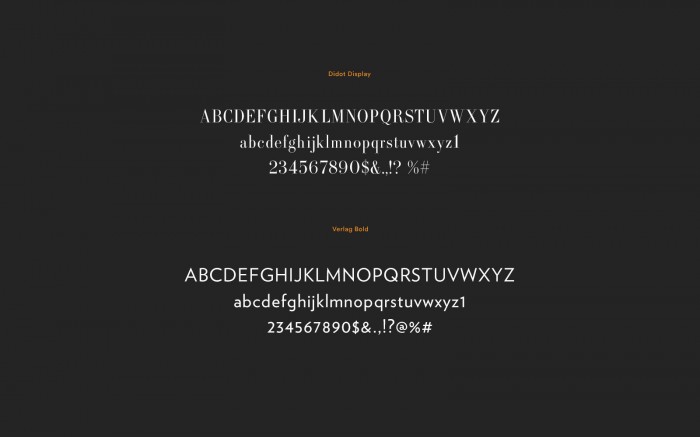 Didot Display
ABCDEFGHIJKLMNOPQRSTUVWXYZ
abcdefghijklmnopqrstuvwxyz1
234567890$&.,!? %#
Verlag Bold
ABCDEFGHIJKLMNOPQRSTUVWXYZ
abcdefghijklmnopqrstuvwxyz1
234567890$&.,!?@%#